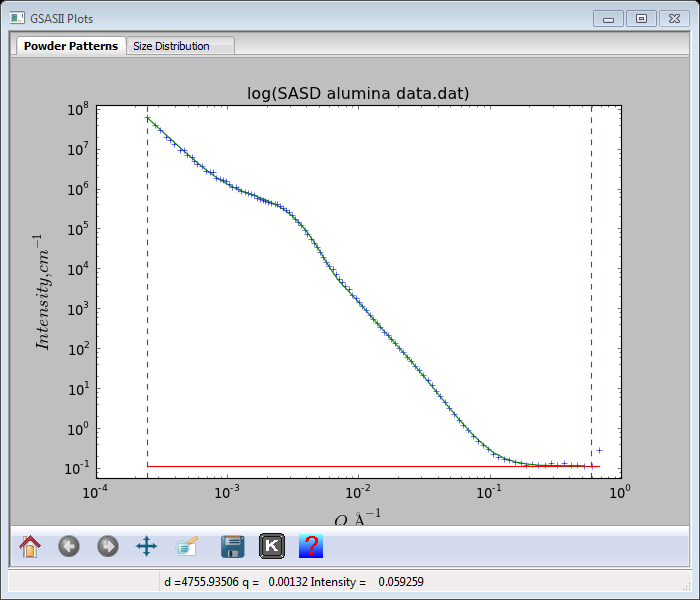 GSASII Plots
Powder Patterns Size Distribution
log(SASD alumina data.dat)
10^8
10^7
10^6
10^5
10^4
10^3
10^2
10^1
10^0
10^-1
Intensity,cm^-1
10^-4 10^-3 10^-2 10^-1 10^0
Q,Å^-1
K ?
d =4755.93506 q = 0.00132 Intensity = 0.059259